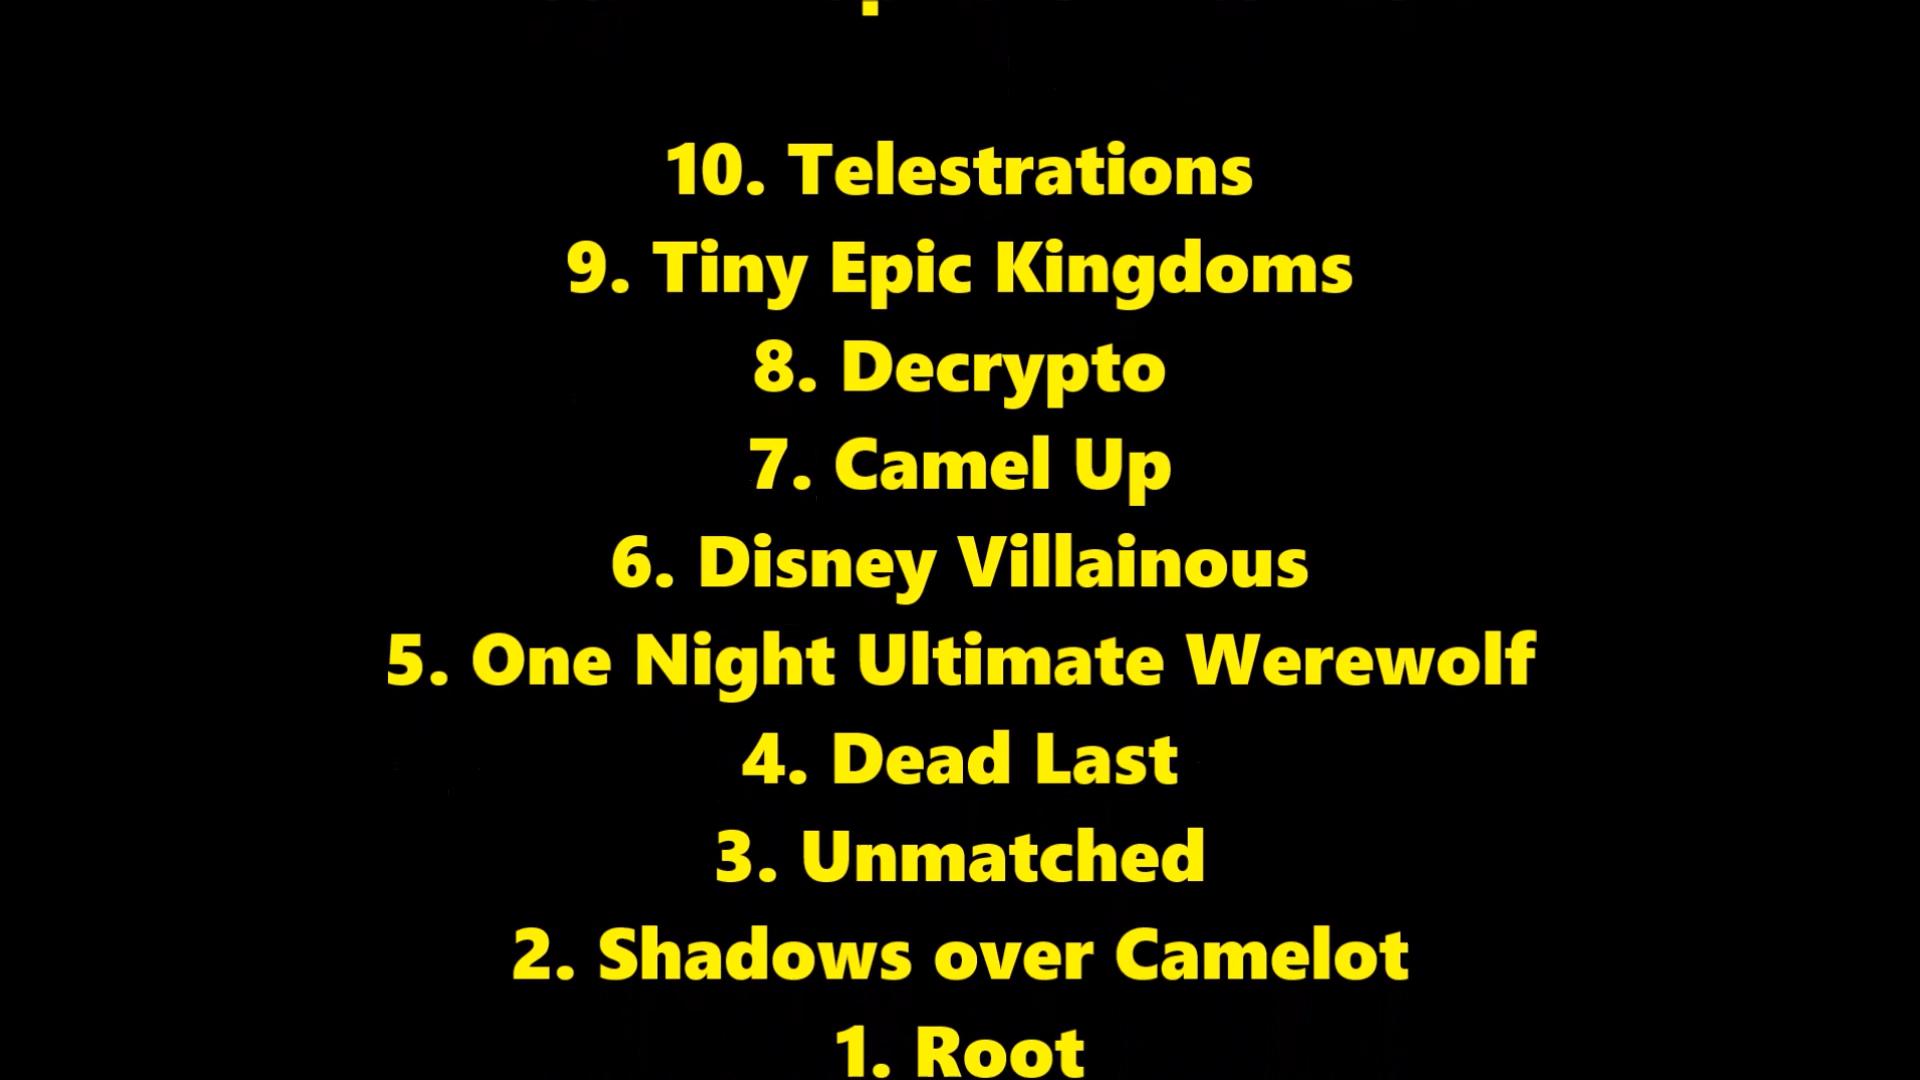 10. Telestrations
9. Tiny Epic Kingdoms
8. Decrypto
7. Camel Up
6. Disney Villainous
5. One Night Ultimate Werewolf
4. Dead Last
3. Unmatched
2. Shadows over Camelot
1. Root